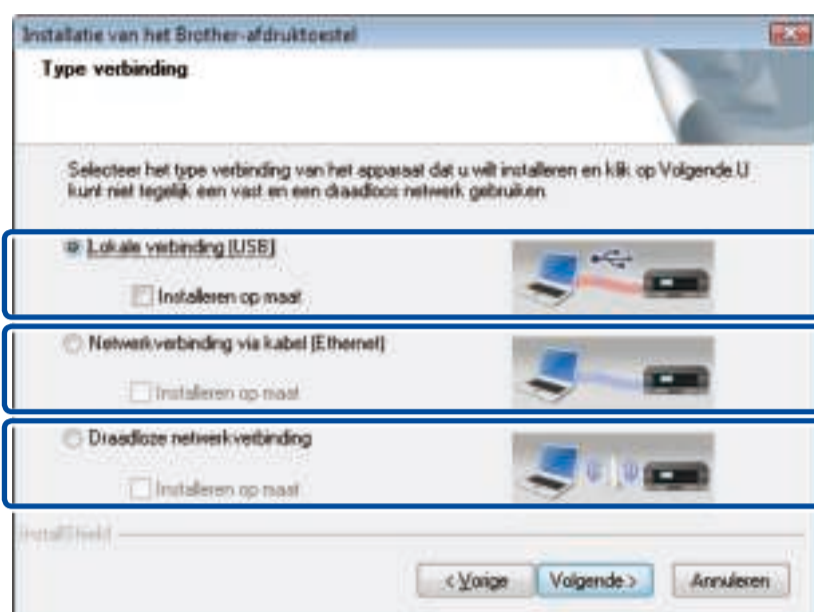 Installatie van het Brother-afdruktoestel
Type verbinding
Selecteer het type verbinding van het apparaat dat u wilt installeren en klik op Volgende.U
kunt niet tegelijk een vast en een draadloos netwerk gebruiken
Lokale verbinding (USB)
Installeren op maat
Netwerkverbinding via kabel (Ethernet)
Installeren op maat
Draadloze netwerkverbinding
Installeren op maat
InstallShield
< Vorige
Volgende >
Annuleren